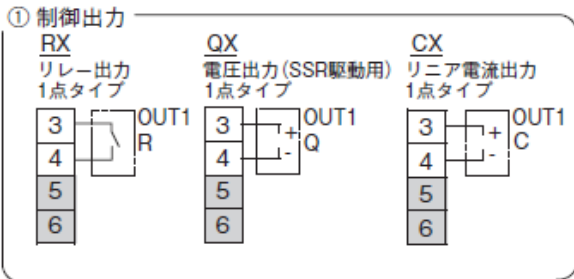 ① 制御出力
RX
リレー出力
1点タイプ
3
4
5
6
OUT1
R
QX
電圧出力(SSR駆動用)
1点タイプ
3
4
5
6
+
-
OUT1
Q
CX
リニア電流出力
1点タイプ
3
4
5
6
+
-
OUT1
C